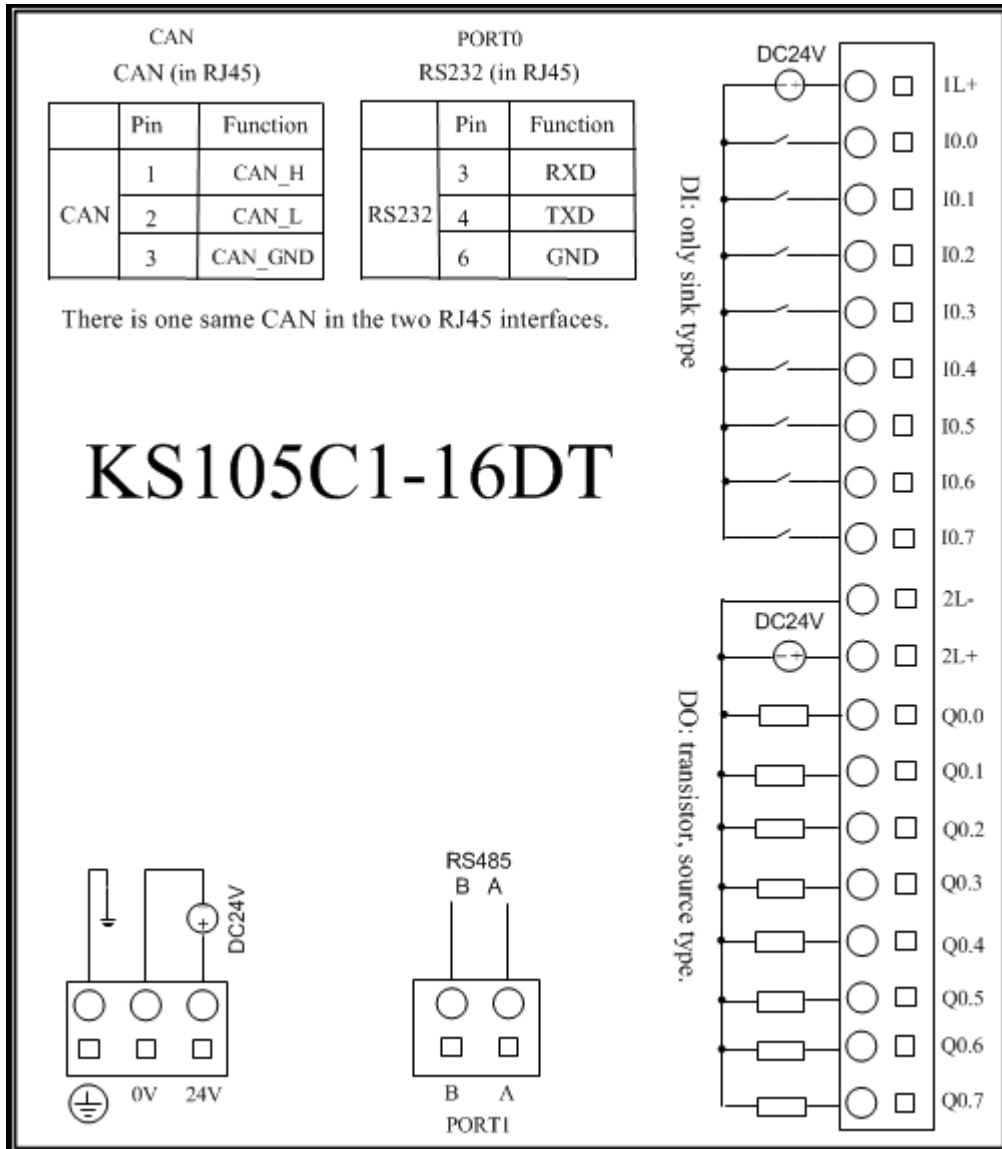 CAN
CAN (in RJ45)
Pin Function
CAN
1 CAN_H
2 CAN_L
3 CAN_GND
PORT0
RS232 (in RJ45)
Pin Function
RS232
3 RXD
4 TXD
6 GND
There is one same CAN in the two RJ45 interfaces.
KS105C1-16DT
DC24V
1L+
I0.0
I0.1
I0.2
I0.3
I0.4
I0.5
I0.6
I0.7
DI: only sink type
2L-
DC24V
2L+
Q0.0
Q0.1
Q0.2
Q0.3
Q0.4
Q0.5
Q0.6
Q0.7
DO: transistor, source type.
DC24V
0V 24V
RS485
B A
B A
PORT1